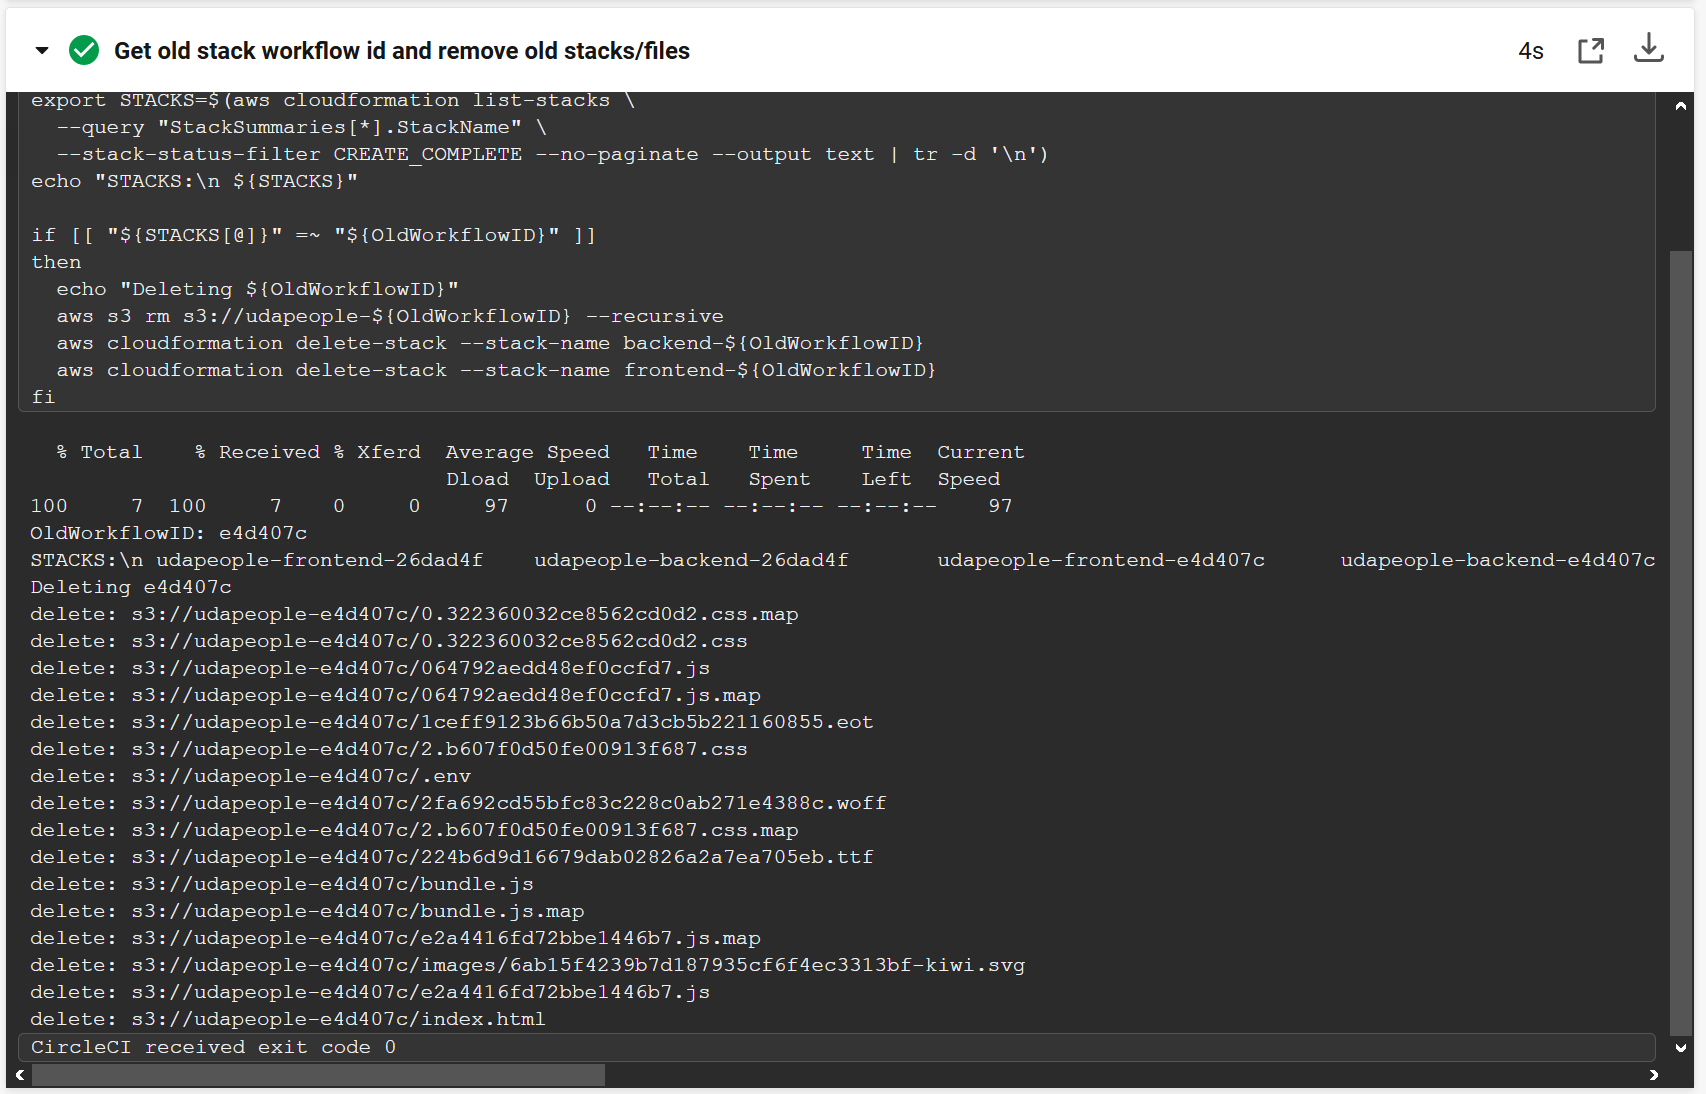 Get old stack workflow id and remove old stacks/files 4s
export STACKS=$(aws cloudformation list-stacks \
  --query "StackSummaries[*].StackName" \
  --stack-status-filter CREATE_COMPLETE --no-paginate --output text | tr -d '\n')
echo "STACKS:\n ${STACKS}"
if [[ "${STACKS[@]}" =~ "${OldWorkflowID}" ]]
then
  echo "Deleting ${OldWorkflowID}"
  aws s3 rm s3://udapeople-${OldWorkflowID} --recursive
  aws cloudformation delete-stack --stack-name backend-${OldWorkflowID}
  aws cloudformation delete-stack --stack-name frontend-${OldWorkflowID}
fi
  % Total    % Received % Xferd  Average Speed   Time    Time     Time  Current
                                 Dload  Upload   Total   Spent    Left  Speed
100     7  100     7    0     0     97      0 --:--:-- --:--:-- --:--:--    97
OldWorkflowID: e4d407c
STACKS:\n udapeople-frontend-26dad4f    udapeople-backend-26dad4f       udapeople-frontend-e4d407c      udapeople-backend-e4d407c
Deleting e4d407c
delete: s3://udapeople-e4d407c/0.322360032ce8562cd0d2.css.map
delete: s3://udapeople-e4d407c/0.322360032ce8562cd0d2.css
delete: s3://udapeople-e4d407c/064792aedd48ef0ccfd7.js
delete: s3://udapeople-e4d407c/064792aedd48ef0ccfd7.js.map
delete: s3://udapeople-e4d407c/1ceff9123b66b50a7d3cb5b221160855.eot
delete: s3://udapeople-e4d407c/2.b607f0d50fe00913f687.css
delete: s3://udapeople-e4d407c/.env
delete: s3://udapeople-e4d407c/2fa692cd55bfc83c228c0ab271e4388c.woff
delete: s3://udapeople-e4d407c/2.b607f0d50fe00913f687.css.map
delete: s3://udapeople-e4d407c/224b6d9d16679dab02826a2a7ea705eb.ttf
delete: s3://udapeople-e4d407c/bundle.js
delete: s3://udapeople-e4d407c/bundle.js.map
delete: s3://udapeople-e4d407c/e2a4416fd72bbe1446b7.js.map
delete: s3://udapeople-e4d407c/images/6ab15f4239b7d187935cf6f4ec3313bf-kiwi.svg
delete: s3://udapeople-e4d407c/e2a4416fd72bbe1446b7.js
delete: s3://udapeople-e4d407c/index.html
CircleCI received exit code 0